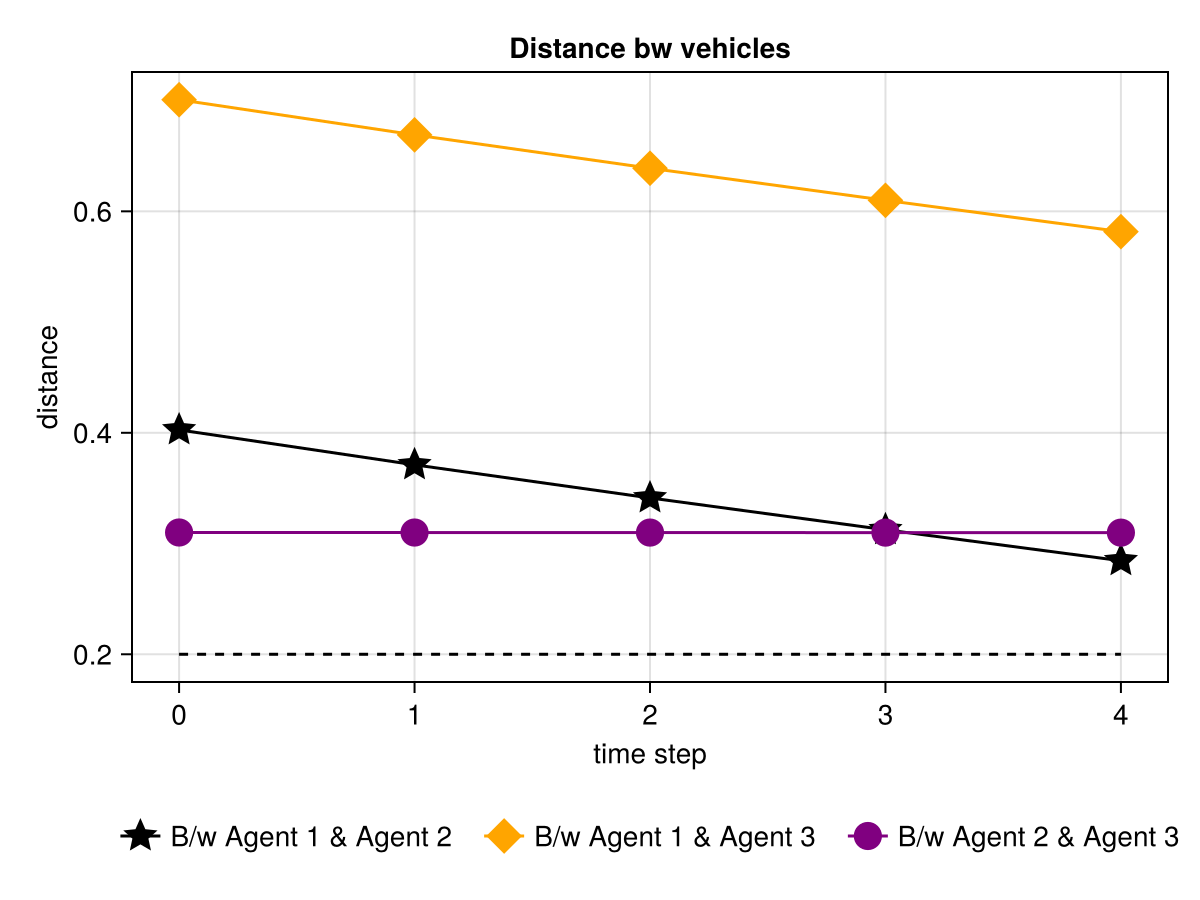 Distance bw vehicles
distance
0.6
0.4
0.2
0 1 2 3 4
time step
B/w Agent 1 & Agent 2 B/w Agent 1 & Agent 3 B/w Agent 2 & Agent 3